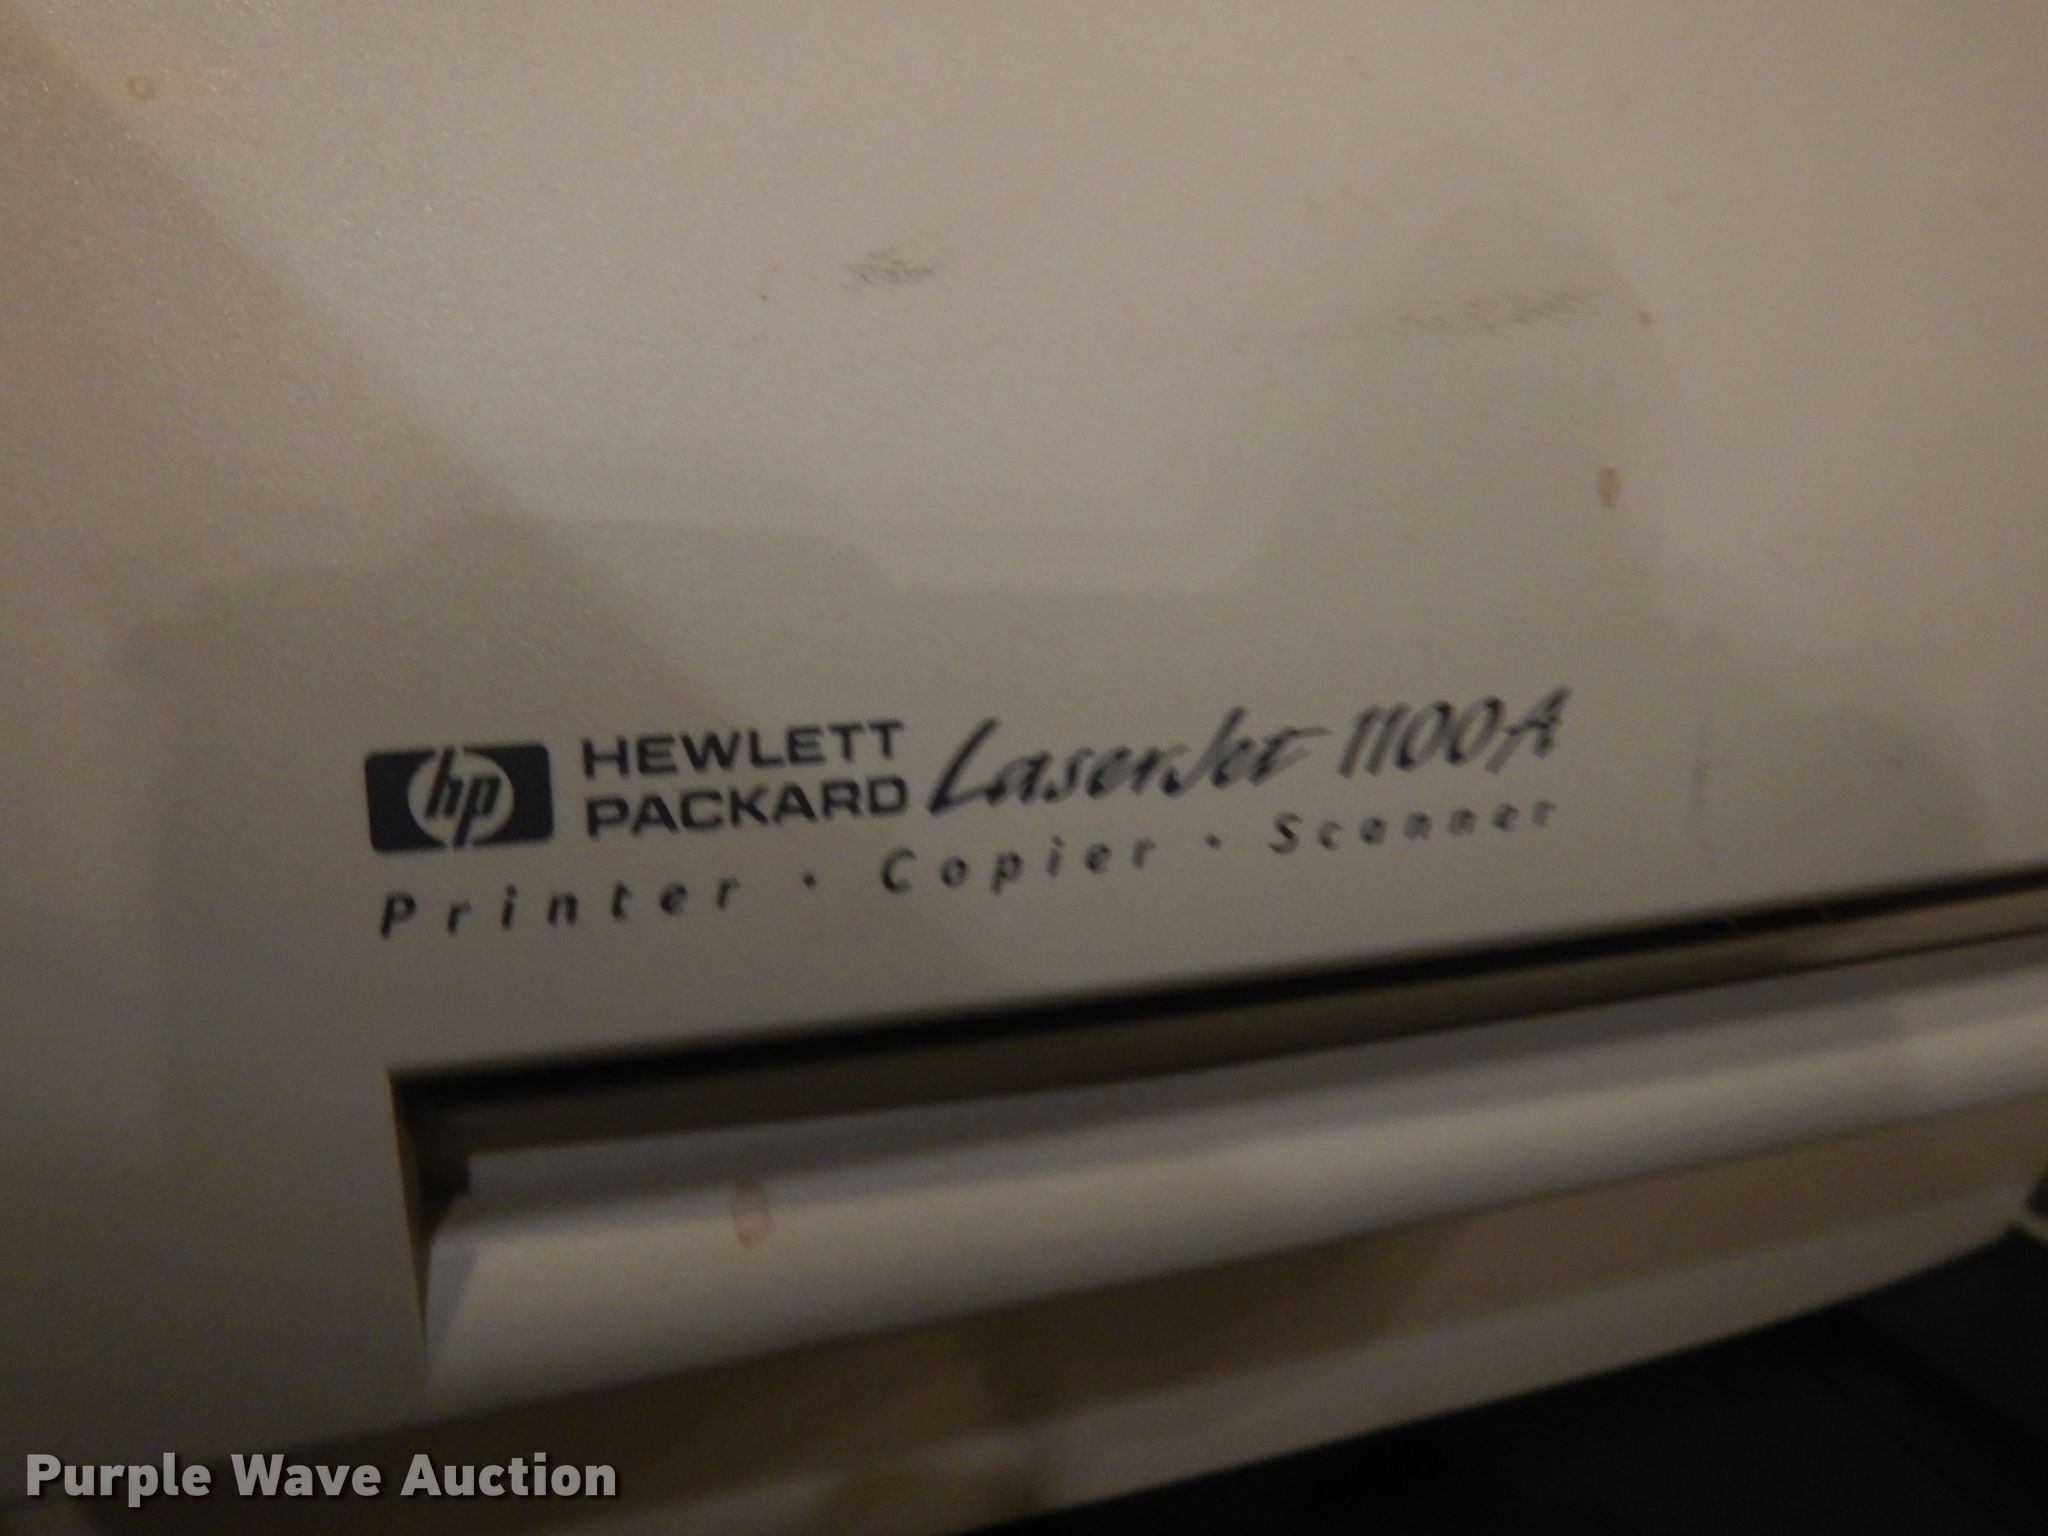 hp HEWLETT PACKARD LaserJet 1100A
Printer · Copier · Scanner
Purple Wave Auction